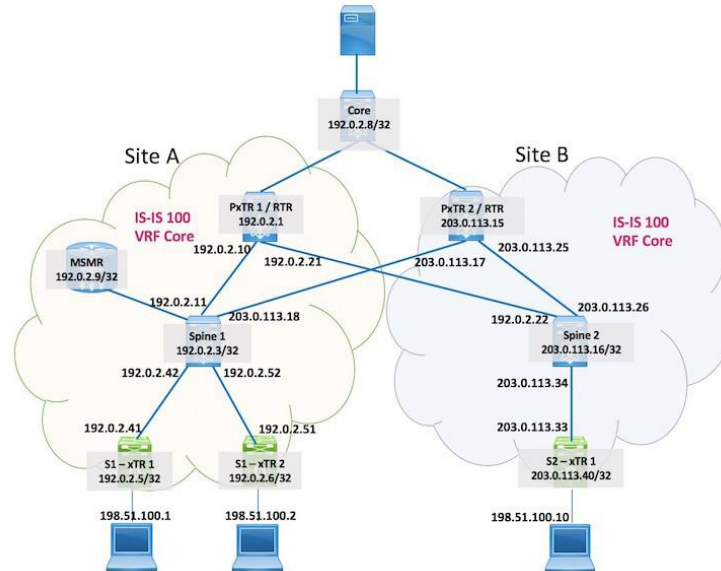 Core
192.0.2.8/32
Site A
Site B
IS-IS 100
VRF Core
PxTR 1 / RTR
192.0.2.1
PxTR 2 / RTR
203.0.113.15
IS-IS 100
VRF Core
192.0.2.10
192.0.2.21
203.0.113.17
203.0.113.25
MSMR
192.0.2.9/32
192.0.2.11
203.0.113.18
192.0.2.22
203.0.113.26
Spine 1
192.0.2.3/32
Spine 2
203.0.113.16/32
192.0.2.42
192.0.2.52
203.0.113.34
192.0.2.41
192.0.2.51
203.0.113.33
S1 – xTR 1
192.0.2.5/32
S1 – xTR 2
192.0.2.6/32
S2 – xTR 1
203.0.113.40/32
198.51.100.1
198.51.100.2
198.51.100.10